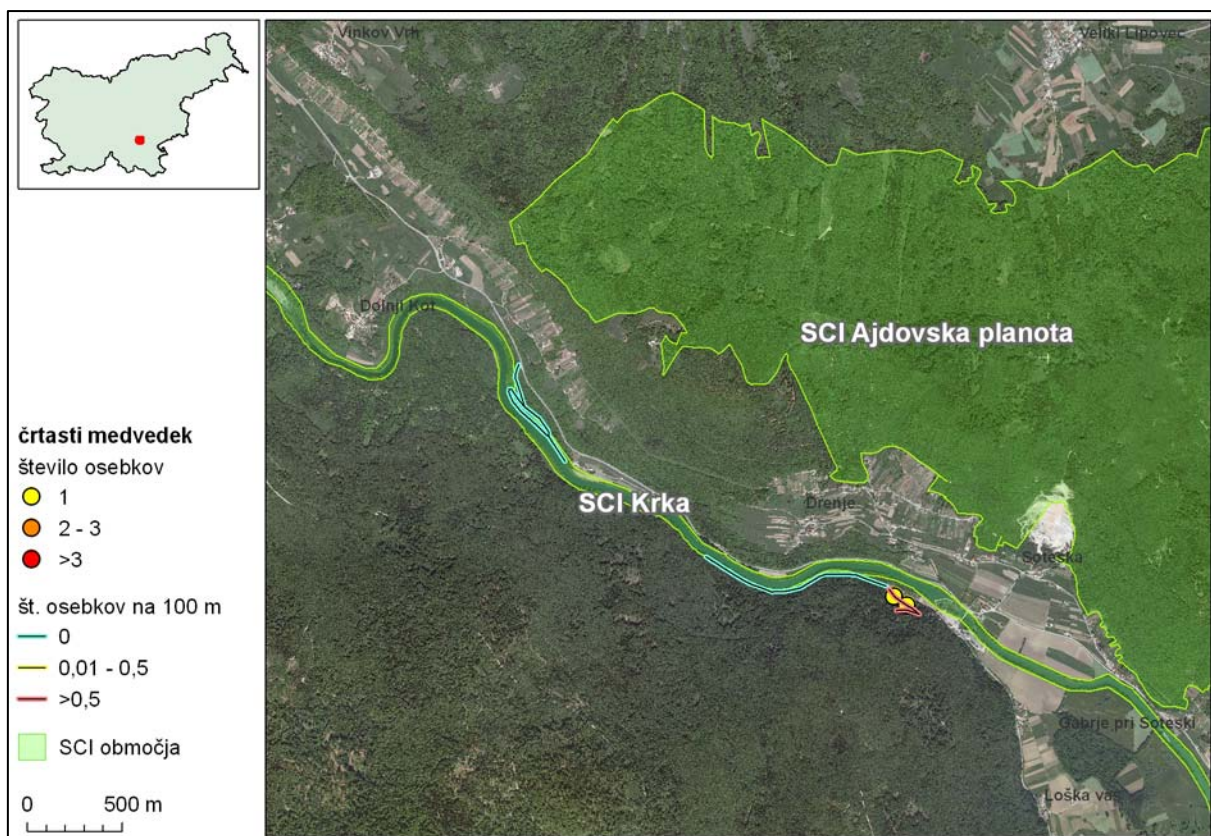 črtasti medvedek
število osebkov
1
2 - 3
>3
št. osebkov na 100 m
0
0,01 - 0,5
>0,5
SCI območja
0 500 m
Vinkov Vrh
Veliki Lipovec
Dolnji Kot
SCI Ajdovska planota
SCI Krka
Drenje
Soteska
Gabrje pri Soteski
Loška vas